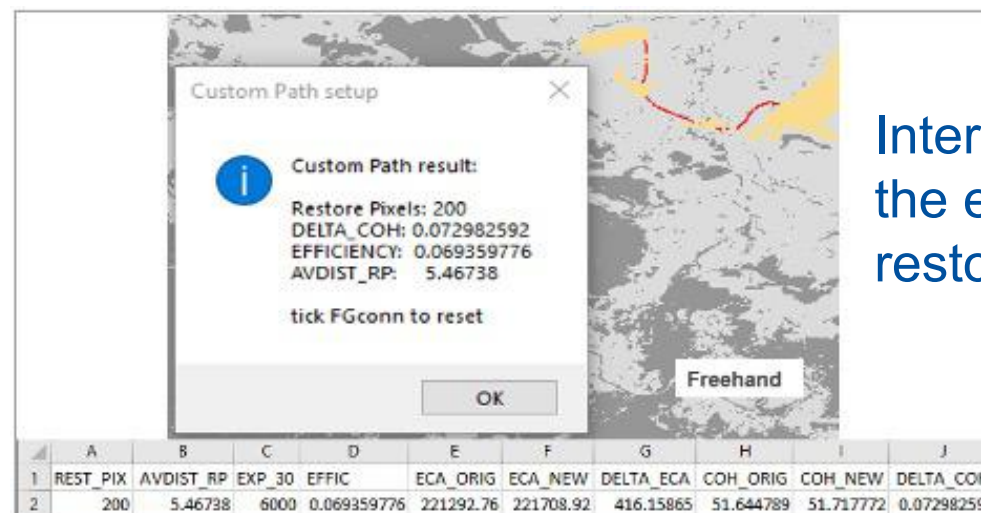 Custom Path setup
Custom Path result:
Restore Pixels: 200
DELTA_COH: 0.072982592
EFFICIENCY: 0.069359776
AVDIST_RP: 5.46738
tick FGconn to reset
OK
Freehand
Inter
the e
resto
A B C D E F G H I J
1 REST_PIX AVDIST_RP EXP_30 EFFIC ECA_ORIG ECA_NEW DELTA_ECA COH_ORIG COH_NEW DELTA_COH
2 200 5.46738 6000 0.069359776 221292.76 221708.92 416.15865 51.644789 51.717772 0.07298259